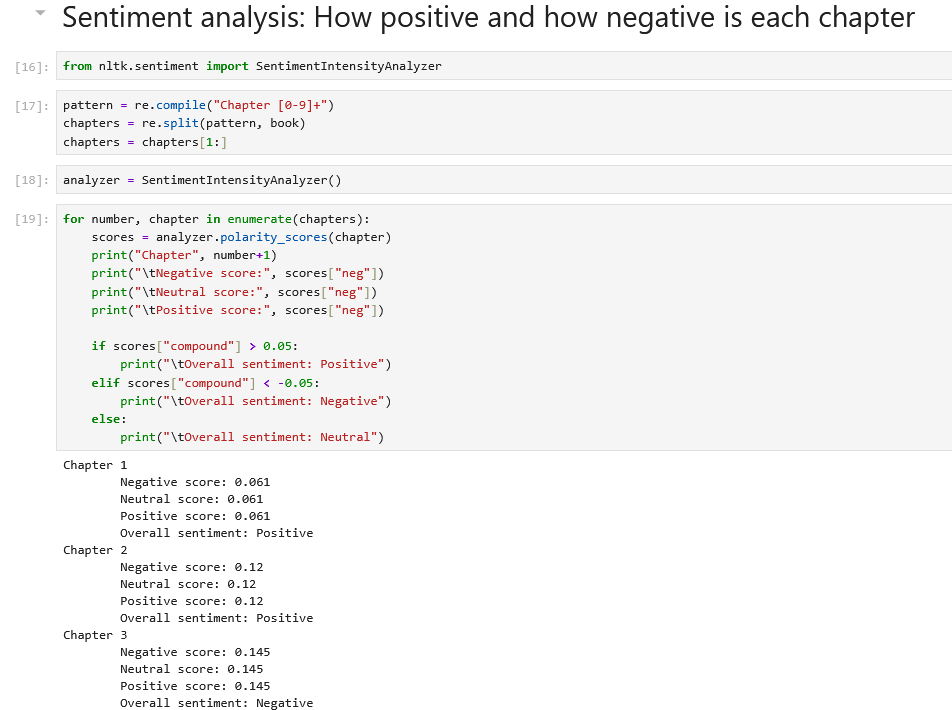 Sentiment analysis: How positive and how negative is each chapter
[16]: from nltk.sentiment import SentimentIntensityAnalyzer
[17]: pattern = re.compile("Chapter [0-9]+")
chapters = re.split(pattern, book)
chapters = chapters[1:]
[18]: analyzer = SentimentIntensityAnalyzer()
[19]: for number, chapter in enumerate(chapters):
    scores = analyzer.polarity_scores(chapter)
    print("Chapter", number+1)
    print("\tNegative score:", scores["neg"])
    print("\tNeutral score:", scores["neg"])
    print("\tPositive score:", scores["neg"])

    if scores["compound"] > 0.05:
        print("\tOverall sentiment: Positive")
    elif scores["compound"] < -0.05:
        print("\tOverall sentiment: Negative")
    else:
        print("\tOverall sentiment: Neutral")
Chapter 1
        Negative score: 0.061
        Neutral score: 0.061
        Positive score: 0.061
        Overall sentiment: Positive
Chapter 2
        Negative score: 0.12
        Neutral score: 0.12
        Positive score: 0.12
        Overall sentiment: Positive
Chapter 3
        Negative score: 0.145
        Neutral score: 0.145
        Positive score: 0.145
        Overall sentiment: Negative